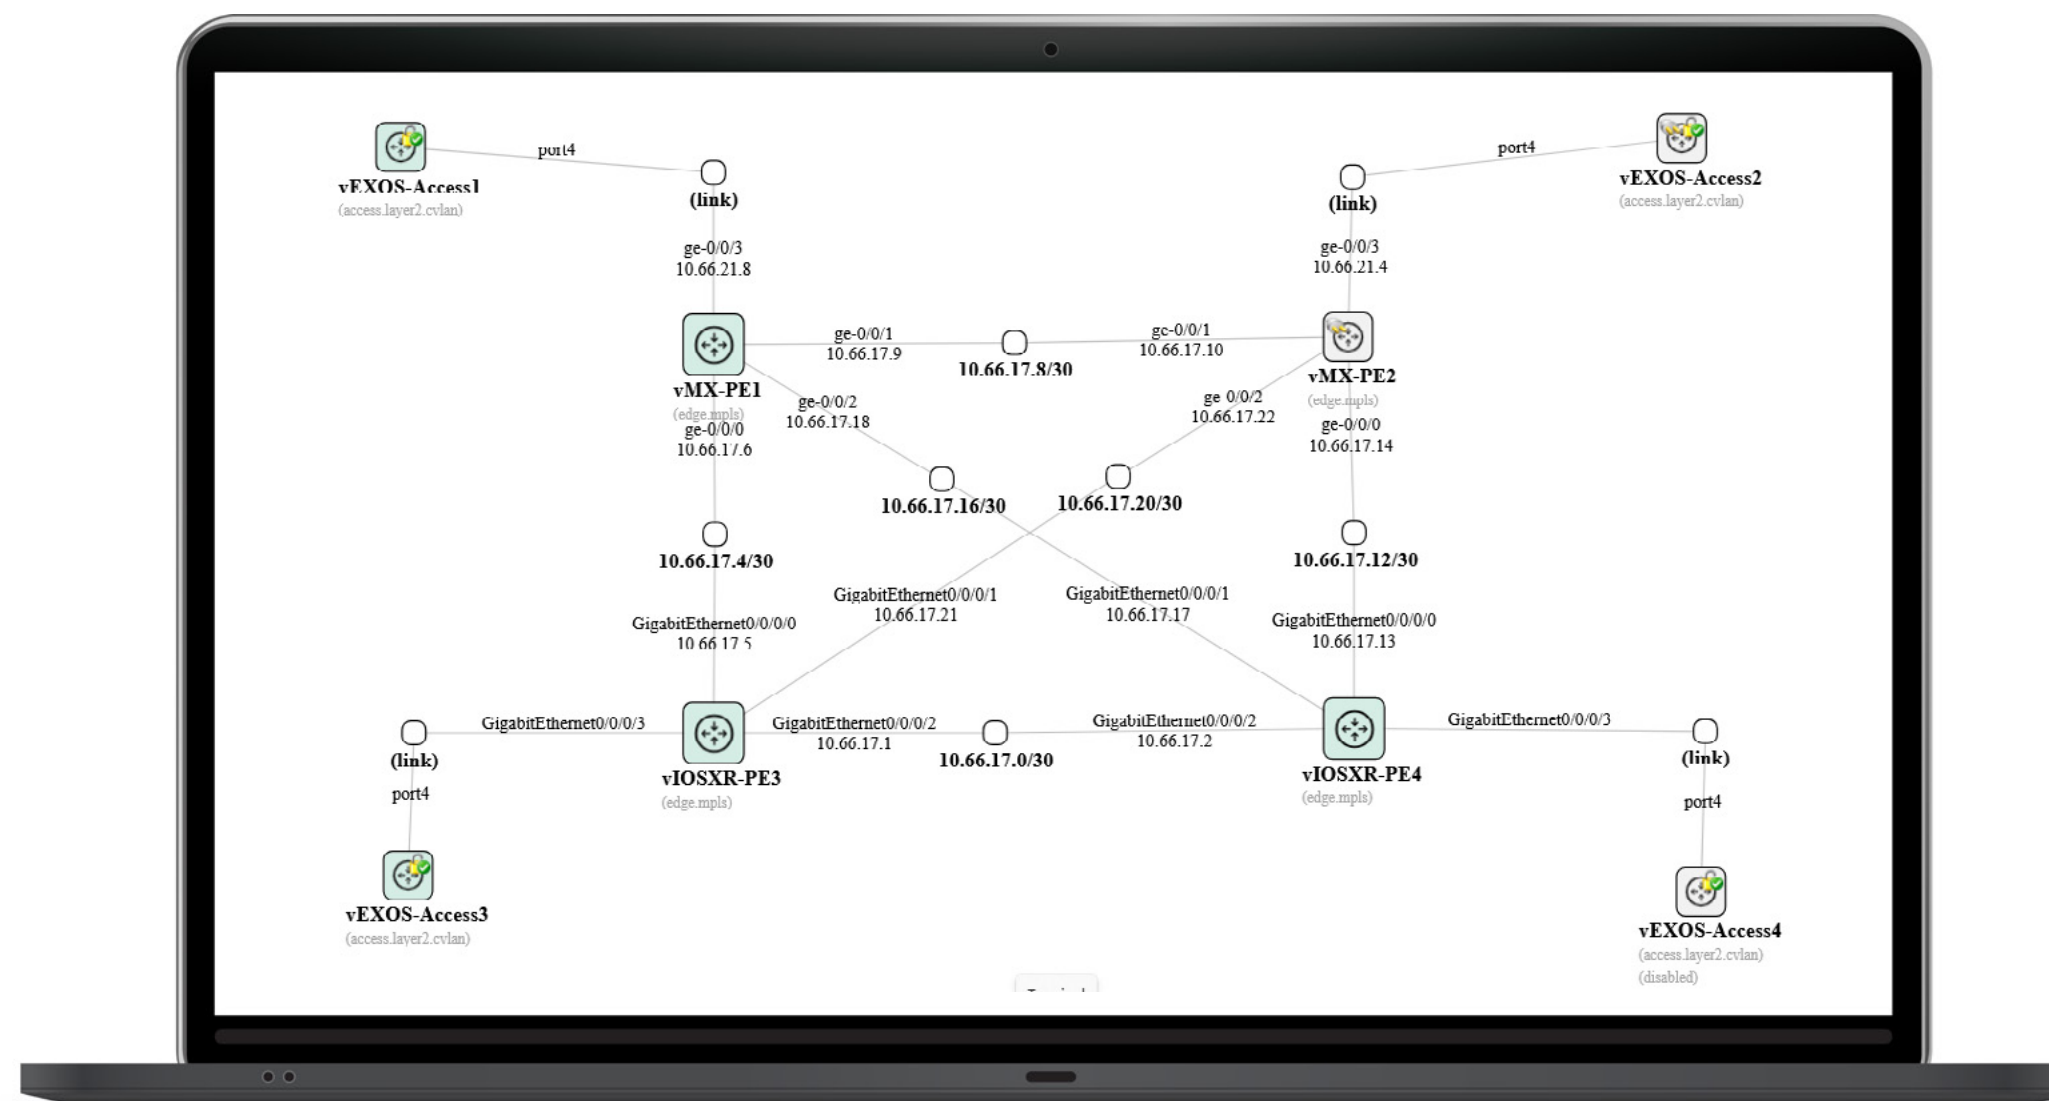 port4
vEXOS-Access1
(access.layer2.cvlan)
(link)
ge-0/0/3
10.66.21.8
port4
vEXOS-Access2
(access.layer2.cvlan)
(link)
ge-0/0/3
10.66.21.4
ge-0/0/1
10.66.17.9
10.66.17.8/30
ge-0/0/1
10.66.17.10
vMX-PE1
(edge.mpls)
ge-0/0/0
10.66.17.6
ge-0/0/2
10.66.17.18
vMX-PE2
(edge.mpls)
ge-0/0/0
10.66.17.14
ge 0/0/2
10.66.17.22
10.66.17.16/30
10.66.17.20/30
10.66.17.4/30
10.66.17.12/30
GigabitEthernet0/0/0/0
10.66.17.5
GigabitEthernet0/0/0/1
10.66.17.21
GigabitEthernet0/0/0/1
10.66.17.17
GigabitEthernet0/0/0/0
10.66.17.13
(link)
port4
GigabitEthernet0/0/0/3
vIOSXR-PE3
(edge.mpls)
GigabitEthernet0/0/0/2
10.66.17.1
10.66.17.0/30
GigabitEthernet0/0/0/2
10.66.17.2
vIOSXR-PE4
(edge.mpls)
GigabitEthernet0/0/0/3
(link)
port4
vEXOS-Access3
(access.layer2.cvlan)
vEXOS-Access4
(access.layer2.cvlan)
(disabled)